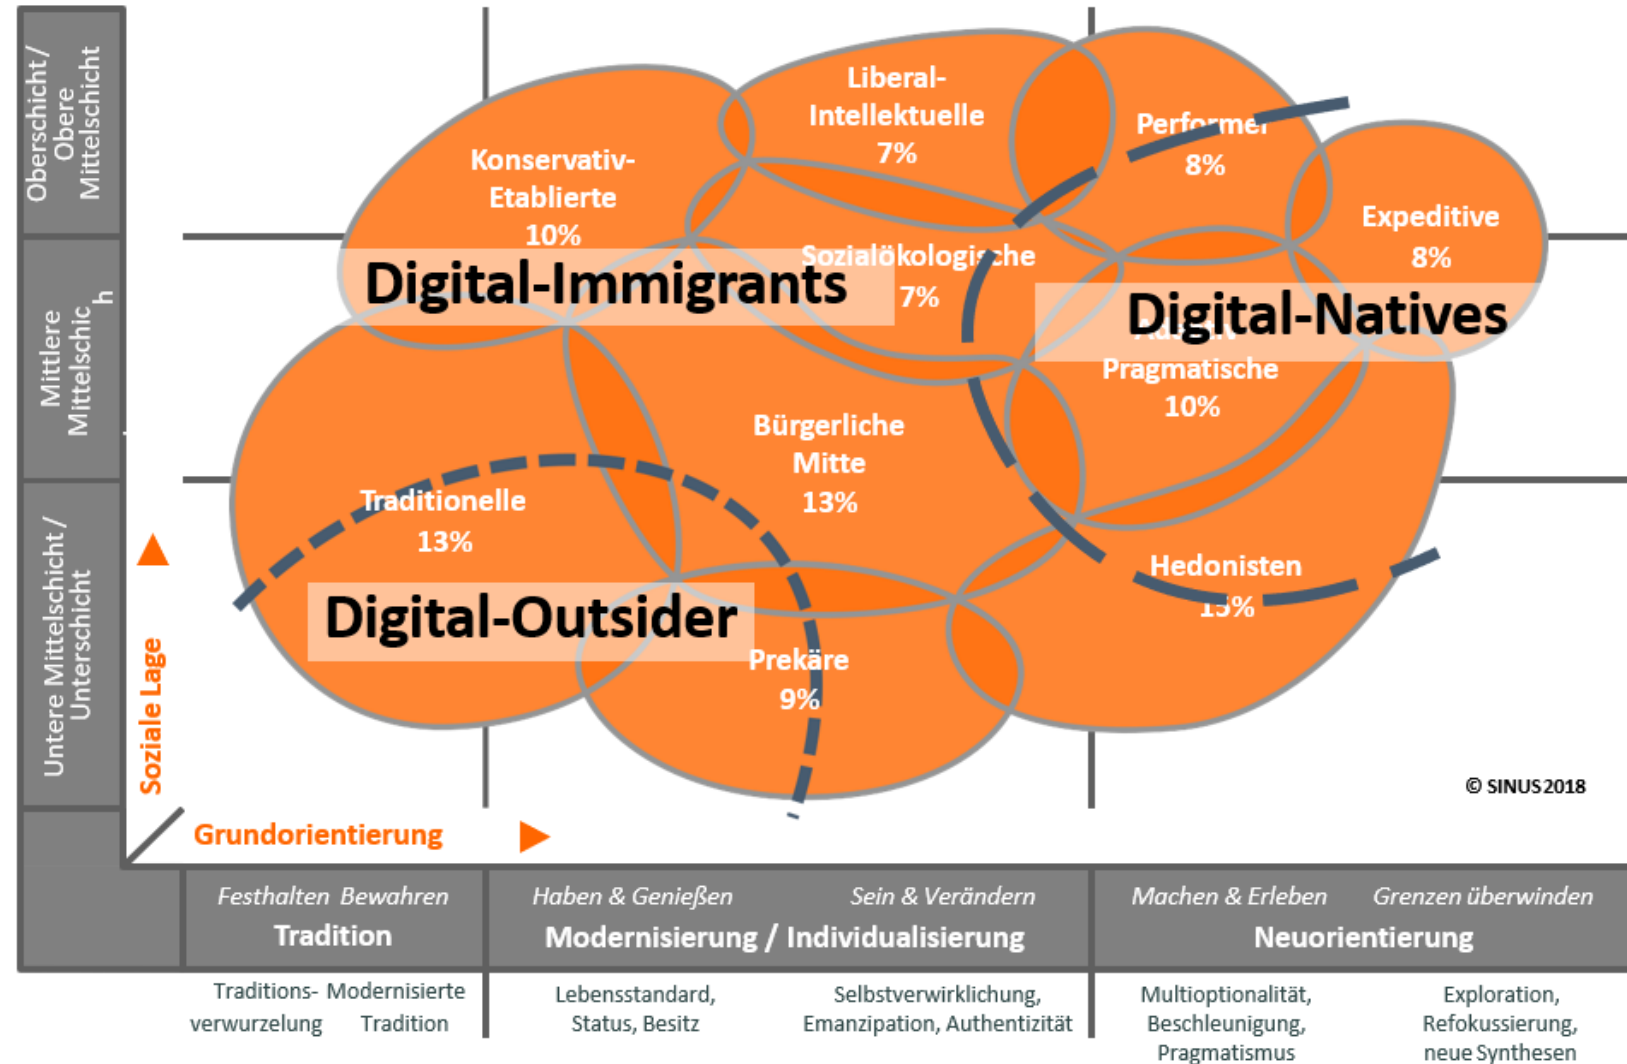 Oberschicht /
Obere
Mittelschicht
Mittlere
Mittelschic
h
Untere Mittelschicht /
Unterschicht
Soziale Lage
Konservativ-
Etablierte
10%
Liberal-
Intellektuelle
7%
Performer
8%
Expeditive
8%
Sozialökologische
7%
Digital-Immigrants
Digital-Natives
Pragmatische
10%
Bürgerliche
Mitte
13%
Traditionelle
13%
Hedonisten
15%
Digital-Outsider
Prekäre
9%
© SINUS2018
Grundorientierung
Festhalten Bewahren
Tradition
Haben & Genießen Sein & Verändern
Modernisierung / Individualisierung
Machen & Erleben Grenzen überwinden
Neuorientierung
Traditions-
verwurzelung
Modernisierte
Tradition
Lebensstandard,
Status, Besitz
Selbstverwirklichung,
Emanzipation, Authentizität
Multioptionalität,
Beschleunigung,
Pragmatismus
Exploration,
Refokussierung,
neue Synthesen